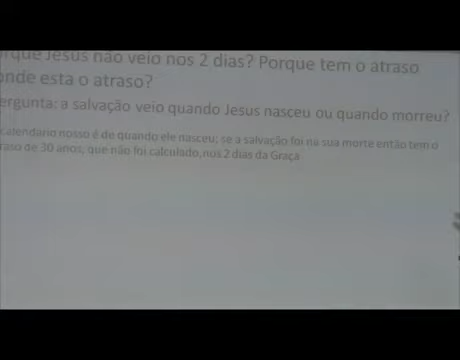 rque Jesus não veio nos 2 dias? Porque tem o atraso
onde esta o atraso?
ergunta: a salvação veio quando Jesus nasceu ou quando morreu?
calendario nosso é de quando ele nasceu; se a salvação foi na sua morte então tem o
raso de 30 anos, que não foi calculado,nos 2 dias da Graça